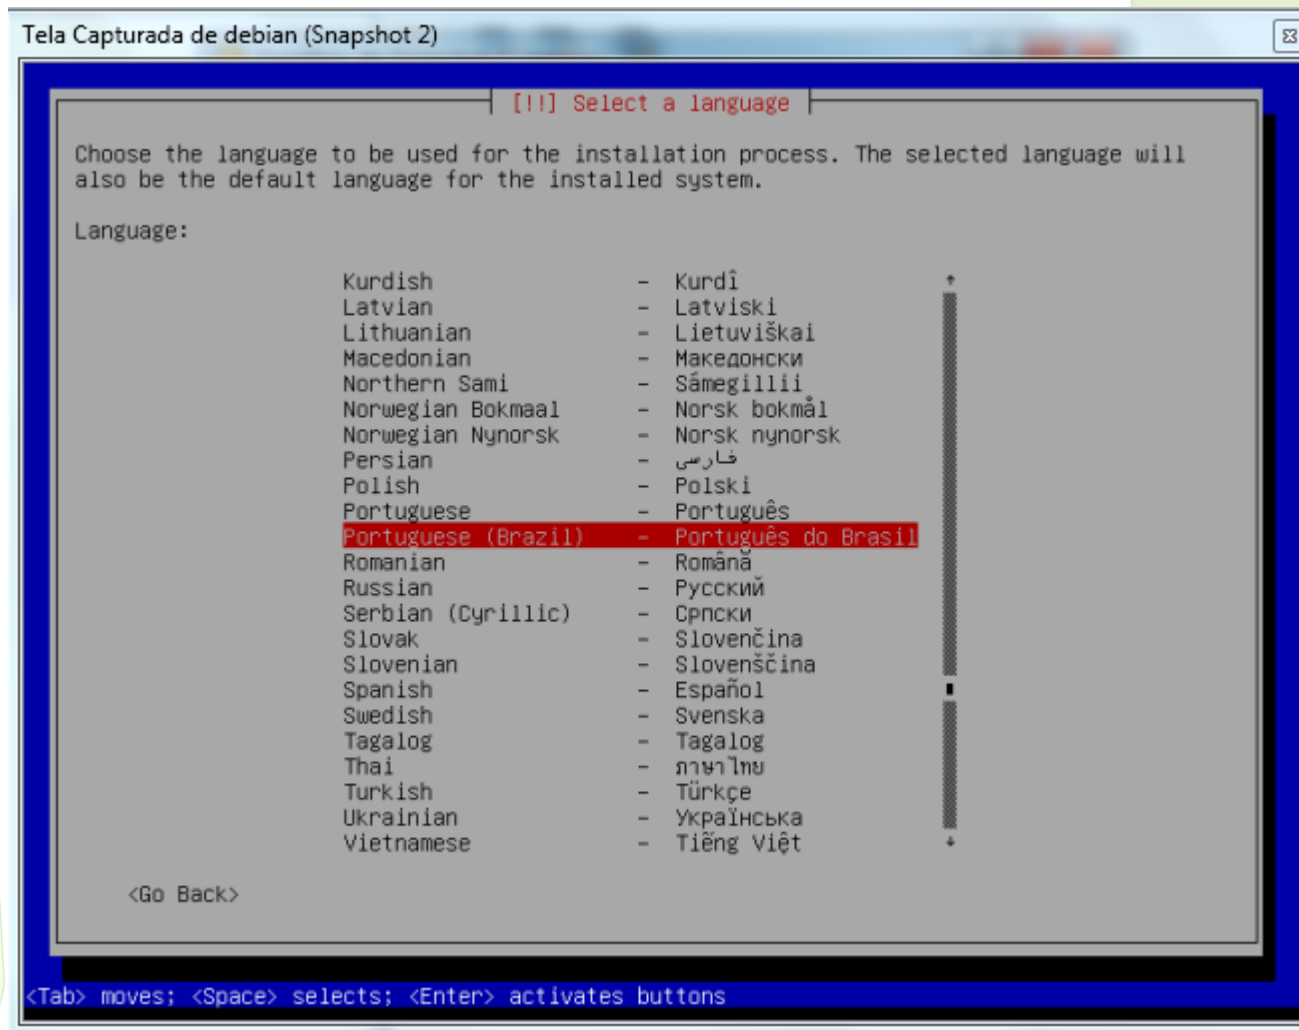 Tela Capturada de debian (Snapshot 2)
[!!] Select a language
Choose the language to be used for the installation process. The selected language will
also be the default language for the installed system.
Language:
Kurdish - Kurdî
Latvian - Latviski
Lithuanian - Lietuviškai
Macedonian - Македонски
Northern Sami - Sámegillii
Norwegian Bokmaal - Norsk bokmål
Norwegian Nynorsk - Norsk nynorsk
Persian - فارسی
Polish - Polski
Portuguese - Português
Portuguese (Brazil) - Português do Brasil
Romanian - Română
Russian - Русский
Serbian (Cyrillic) - Српски
Slovak - Slovenčina
Slovenian - Slovenščina
Spanish - Español
Swedish - Svenska
Tagalog - Tagalog
Thai - ภาษาไทย
Turkish - Türkçe
Ukrainian - Українська
Vietnamese - Tiếng Việt
<Go Back>
<Tab> moves; <Space> selects; <Enter> activates buttons